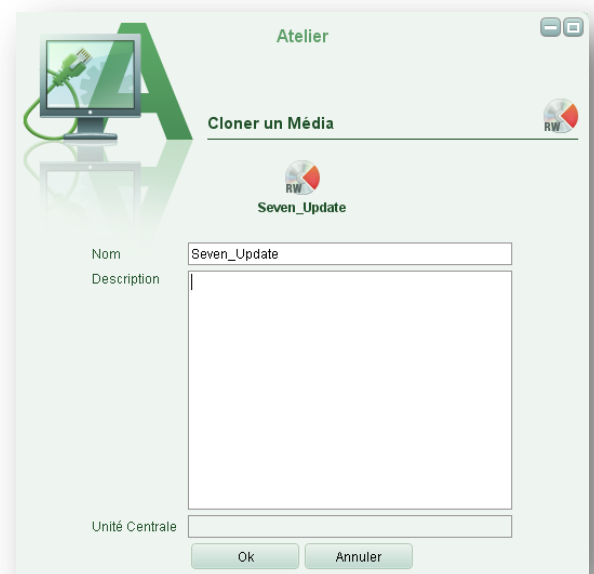 Atelier
Cloner un Média
RW
RW
Seven_Update
Nom
Seven_Update
Description
Unité Centrale
Ok
Annuler